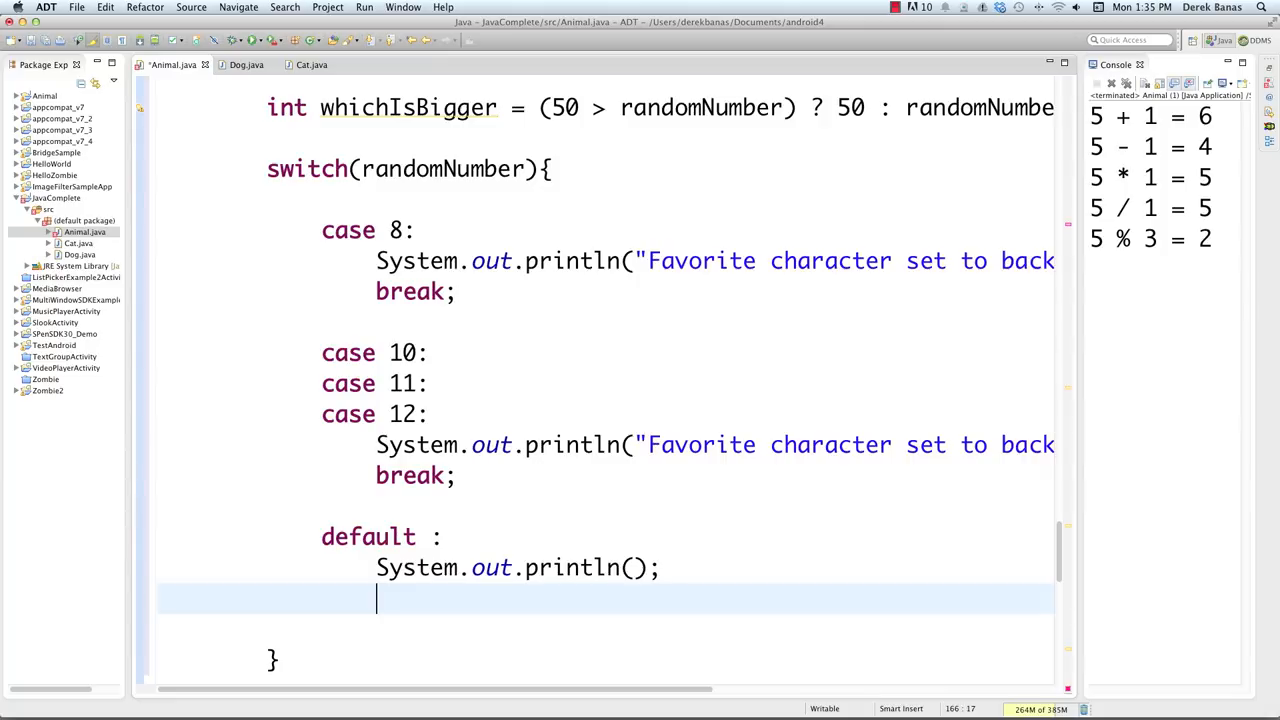 ADT File Edit Refactor Source Navigate Search Project Run Window Help 10 Mon 1:35 PM Derek Banas
Java - JavaComplete/src/Animal.java - ADT - /Users/derekbanas/Documents/android4
Quick Access Java DDMS
Package Exp
Animal
appcompat_v7
appcompat_v7_2
appcompat_v7_3
appcompat_v7_4
BridgeSample
HelloWorld
HelloZombie
ImageFilterSampleApp
JavaComplete
src
(default package)
Animal.java
Cat.java
Dog.java
JRE System Library [Ja
ListPickerExample2Activi
MediaBrowser
MultiWindowSDKExample
MusicPlayerActivity
SlookActivity
SPenSDK30_Demo
TestAndroid
TextGroupActivity
VideoPlayerActivity
Zombie
Zombie2
*Animal.java Dog.java Cat.java
int whichIsBigger = (50 > randomNumber) ? 50 : randomNumbe
switch(randomNumber){
case 8:
System.out.println("Favorite character set to back
break;
case 10:
case 11:
case 12:
System.out.println("Favorite character set to back
break;
default :
System.out.println();
}
Console
<terminated> Animal (1) [Java Application] /S
5 + 1 = 6
5 - 1 = 4
5 * 1 = 5
5 / 1 = 5
5 % 3 = 2
Writable Smart Insert 166 : 17 264M of 385M